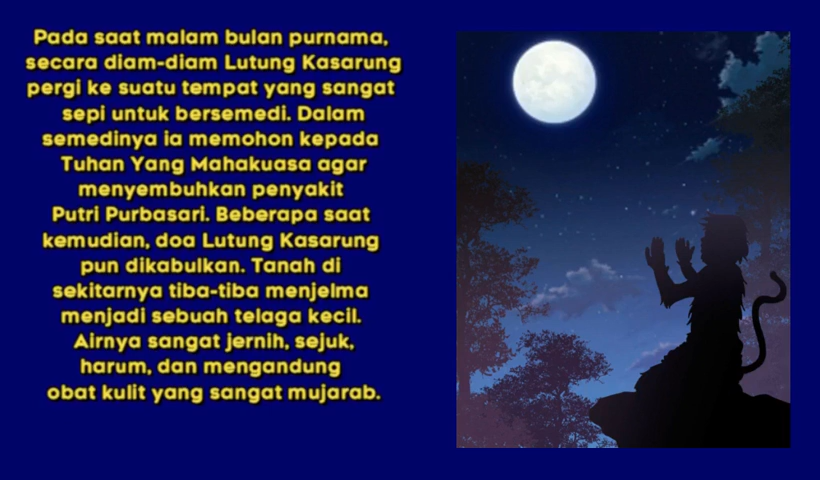 Pada saat malam bulan purnama,
secara diam-diam Lutung Kasarung
pergi ke suatu tempat yang sangat
sepi untuk bersemedi. Dalam
semedinya ia memohon kepada
Tuhan Yang Mahakuasa agar
menyembuhkan penyakit
Putri Purbasari. Beberapa saat
kemudian, doa Lutung Kasarung
pun dikabulkan. Tanah di
sekitarnya tiba-tiba menjelma
menjadi sebuah telaga kecil.
Airnya sangat jernih, sejuk,
harum, dan mengandung
obat kulit yang sangat mujarab.